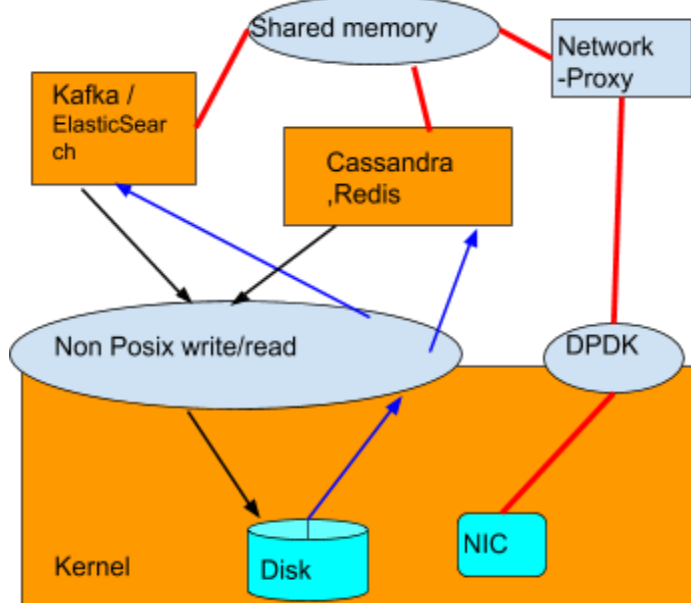 Shared memory
Network
-Proxy
Kafka /
ElasticSear
ch
Cassandra
,Redis
Non Posix write/read
DPDK
NIC
Kernel
Disk